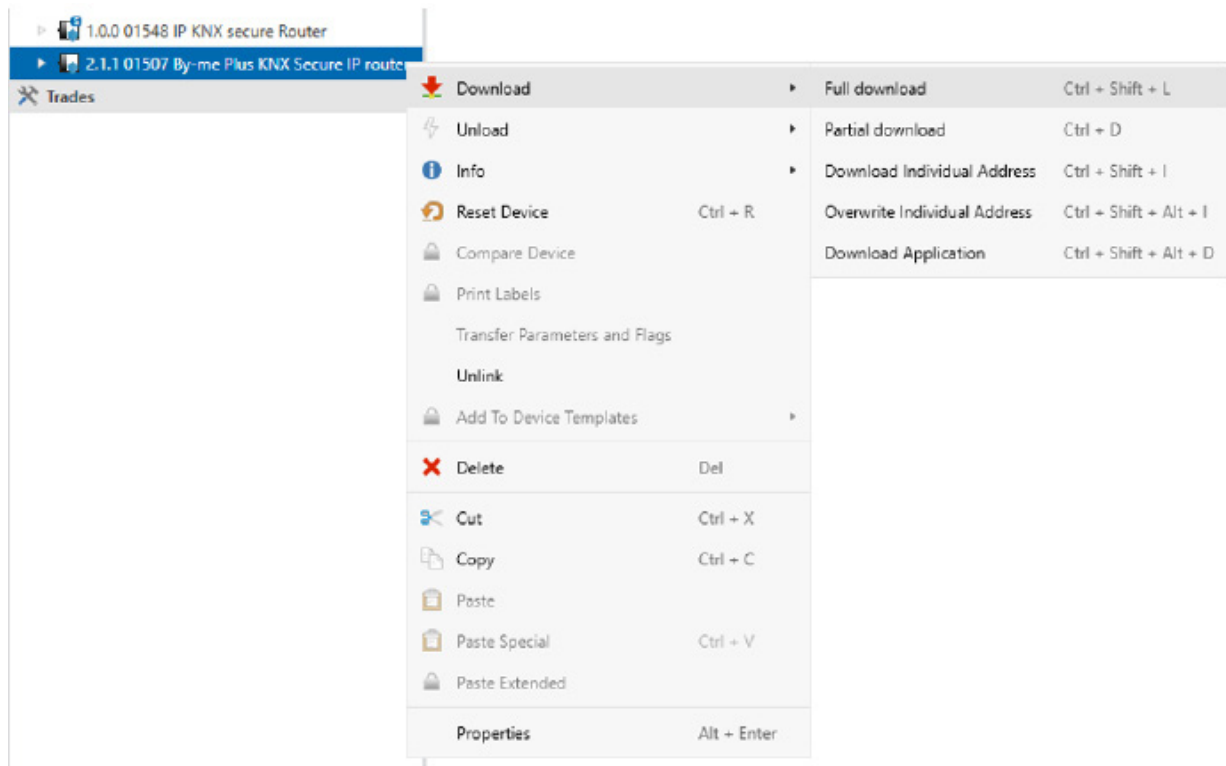 1.0.0 01548 IP KNX secure Router
2.1.1 01507 By-me Plus KNX Secure IP route
Trades
Download
Full download Ctrl + Shift + L
Unload
Partial download Ctrl + D
Info
Download Individual Address Ctrl + Shift + I
Reset Device Ctrl + R
Overwrite Individual Address Ctrl + Shift + Alt + I
Compare Device
Download Application Ctrl + Shift + Alt + D
Print Labels
Transfer Parameters and Flags
Unlink
Add To Device Templates
Delete Del
Cut Ctrl + X
Copy Ctrl + C
Paste
Paste Special Ctrl + V
Paste Extended
Properties Alt + Enter